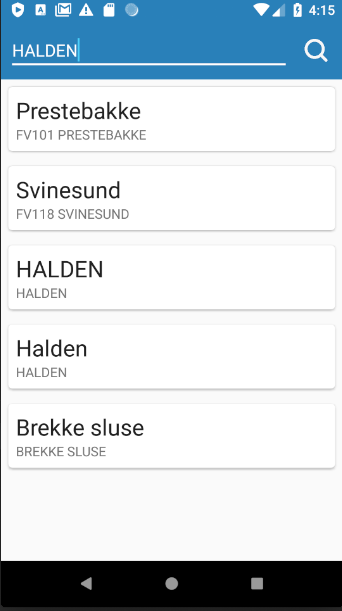 4:15
HALDEN
Prestebakke
FV101 PRESTEBAKKE
Svinesund
FV118 SVINESUND
HALDEN
HALDEN
Halden
HALDEN
Brekke sluse
BREKKE SLUSE